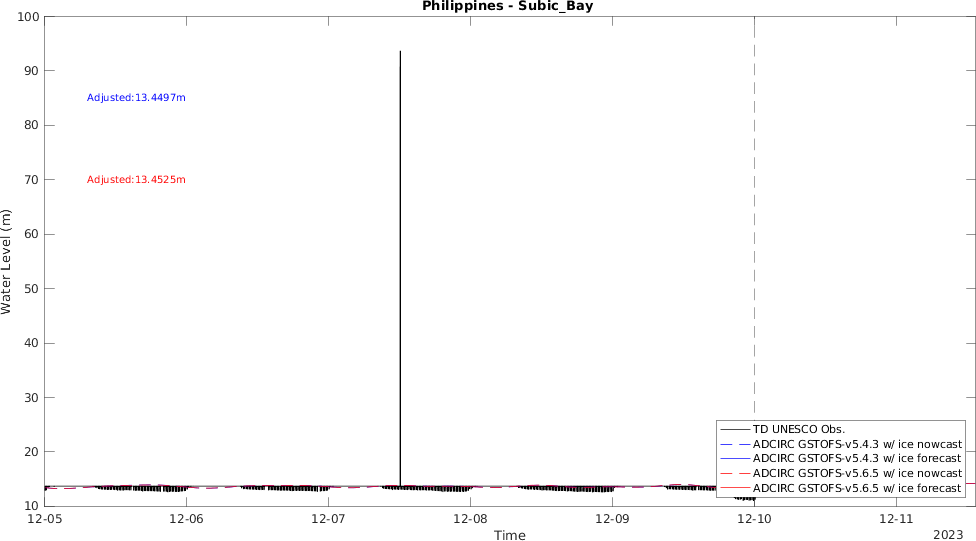 Philippines - Subic_Bay
100
90
80
70
60
50
40
30
20
10
Water Level (m)
Adjusted:13.4497m
Adjusted:13.4525m
TD UNESCO Obs.
ADCIRC GSTOFS-v5.4.3 w/ ice nowcast
ADCIRC GSTOFS-v5.4.3 w/ ice forecast
ADCIRC GSTOFS-v5.6.5 w/ ice nowcast
ADCIRC GSTOFS-v5.6.5 w/ ice forecast
12-05
12-06
12-07
12-08
12-09
12-10
12-11
Time
2023